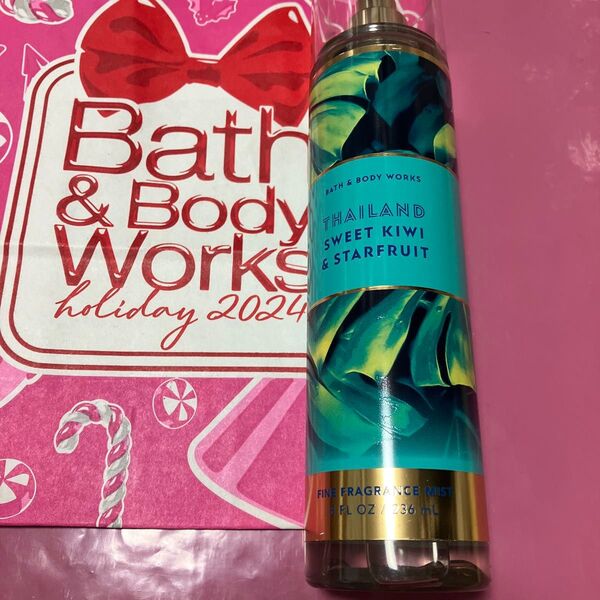 Bath
& Body
Works
holiday 2024
BATH & BODY WORKS
THAILAND
SWEET KIWI
& STARFRUIT
FINE FRAGRANCE MIST
8 FL OZ / 236 mL